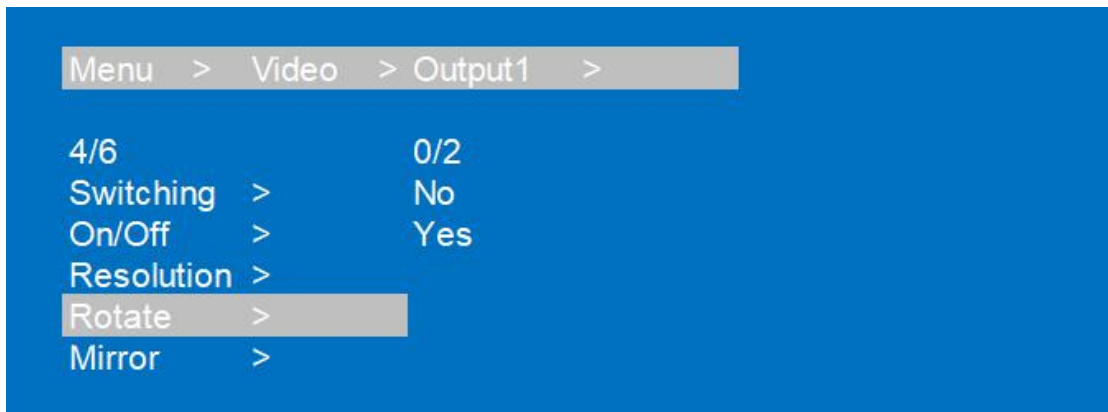 Menu > Video > Output1 >
4/6 0/2
Switching > No
On/Off > Yes
Resolution >
Rotate >
Mirror >